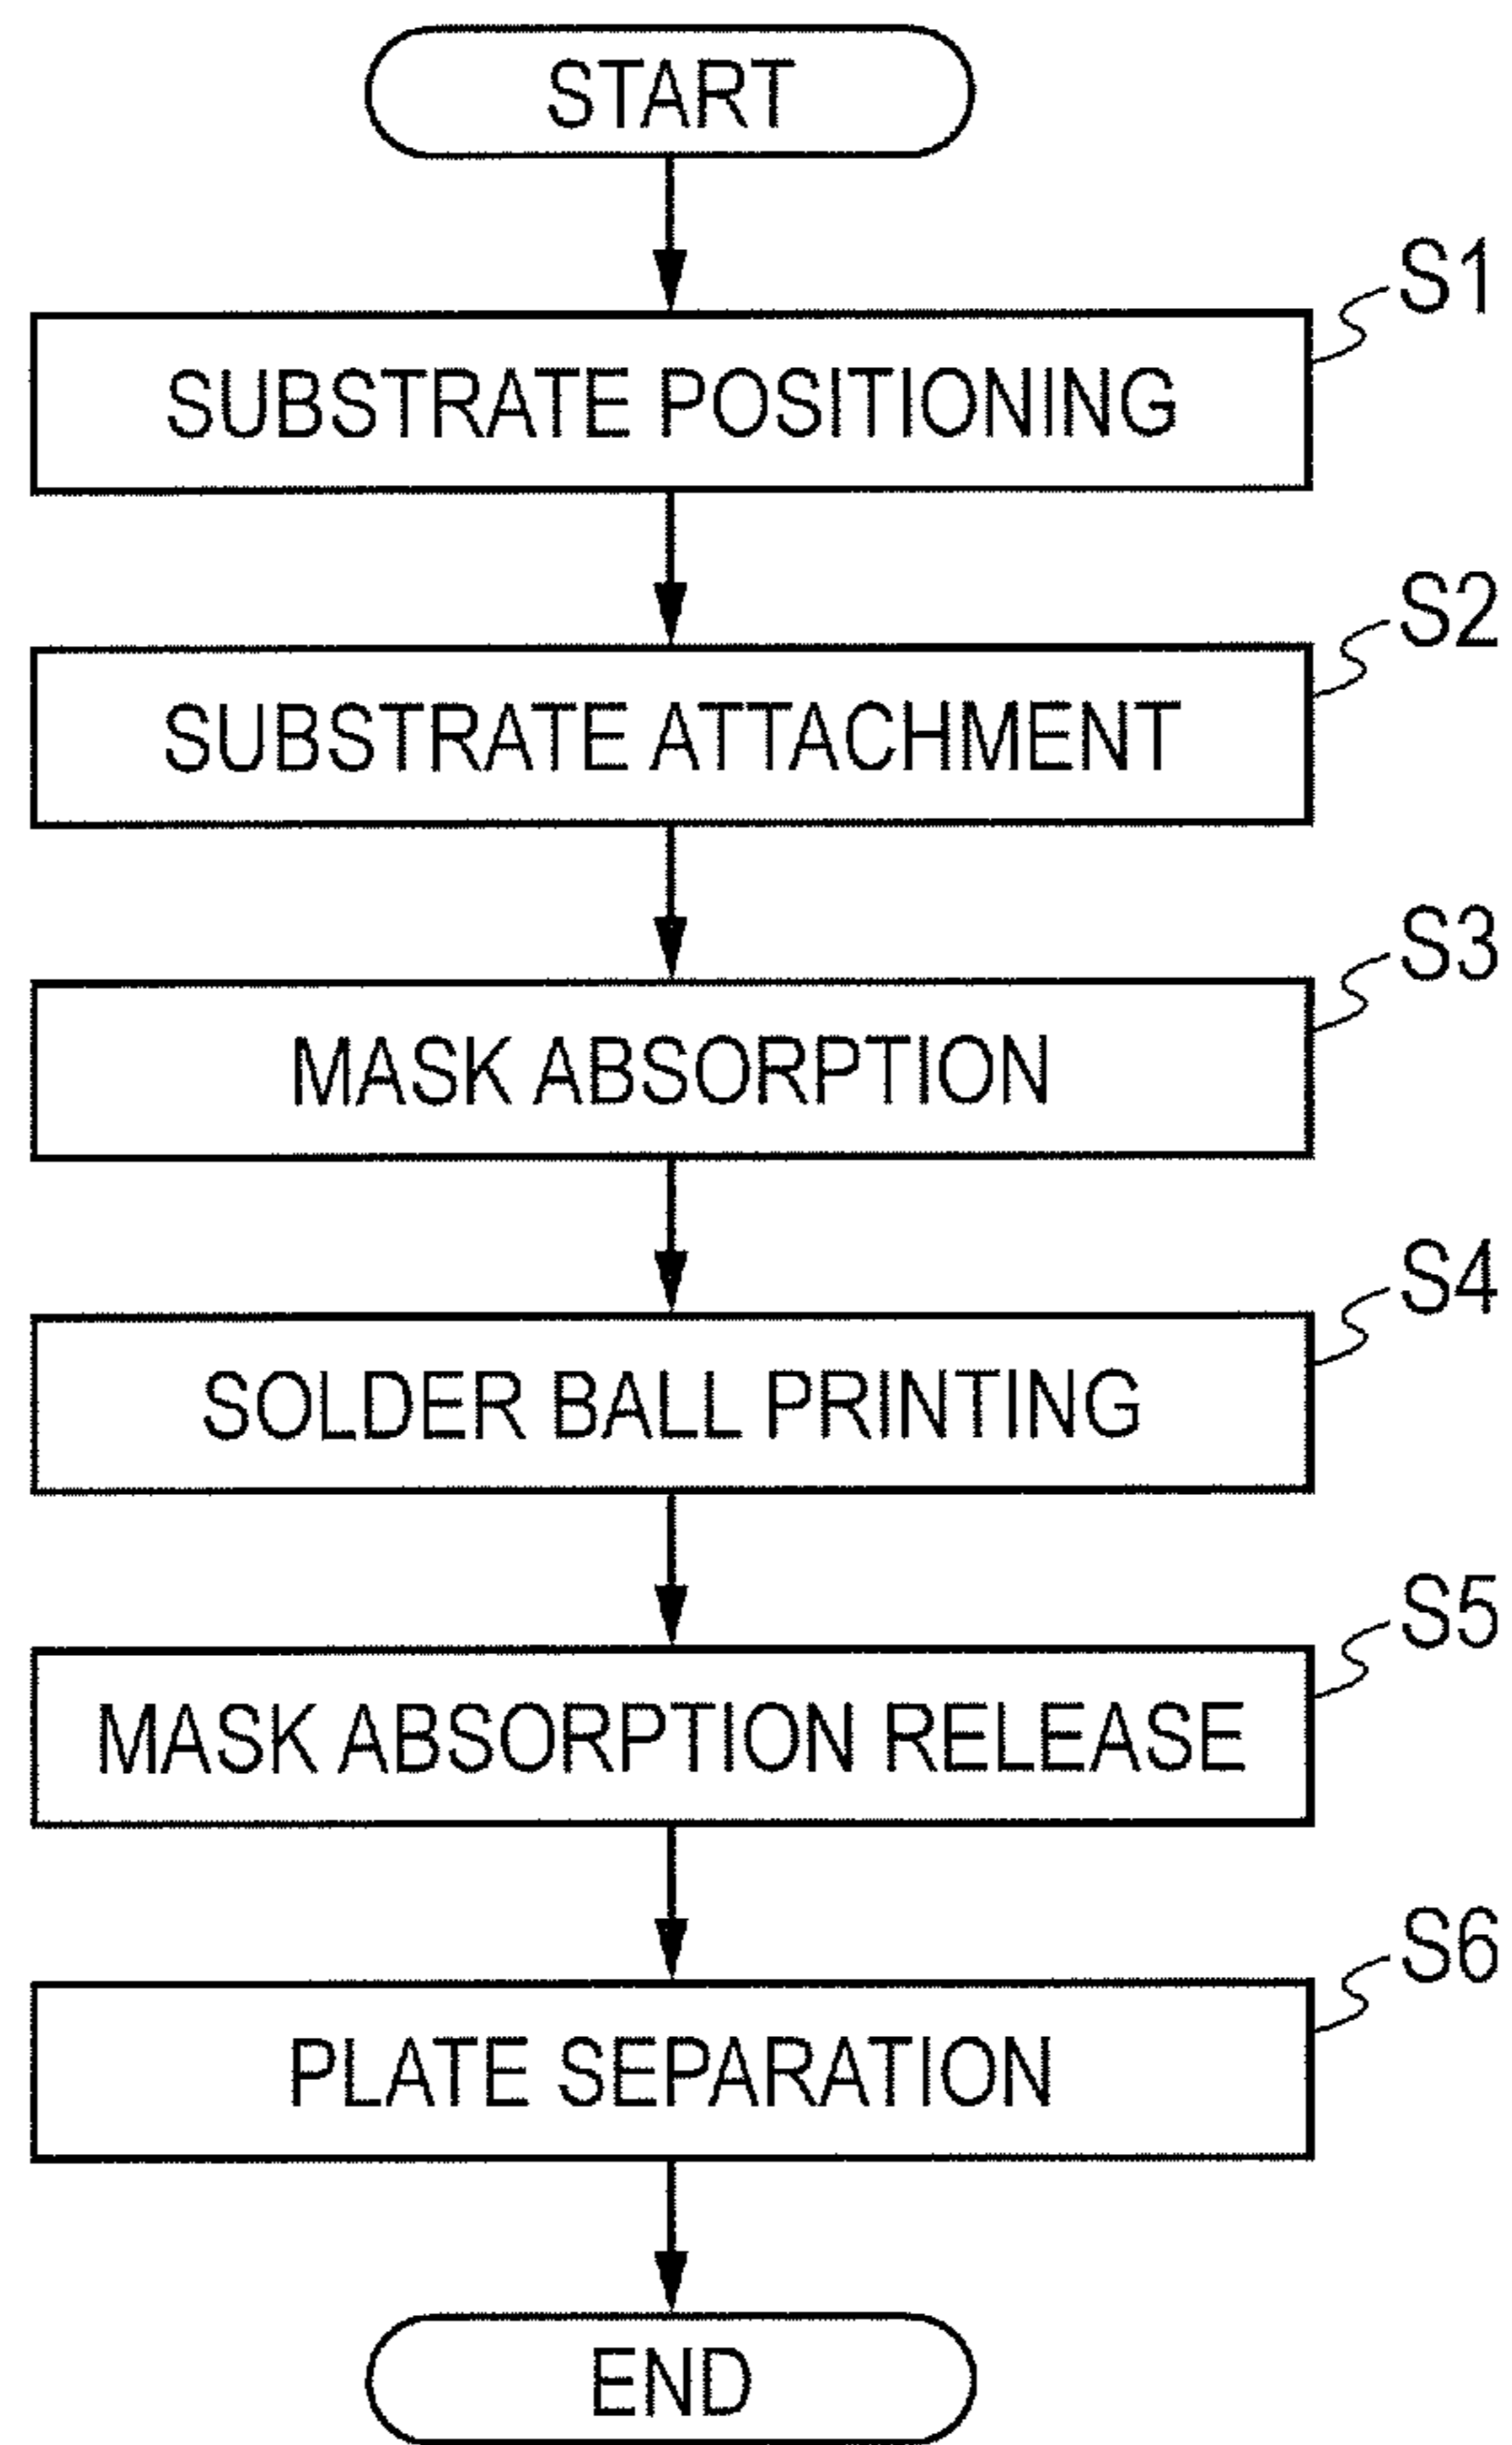 START
S1
SUBSTRATE POSITIONING
S2
SUBSTRATE ATTACHMENT
S3
MASK ABSORPTION
S4
SOLDER BALL PRINTING
S5
MASK ABSORPTION RELEASE
S6
PLATE SEPARATION
END